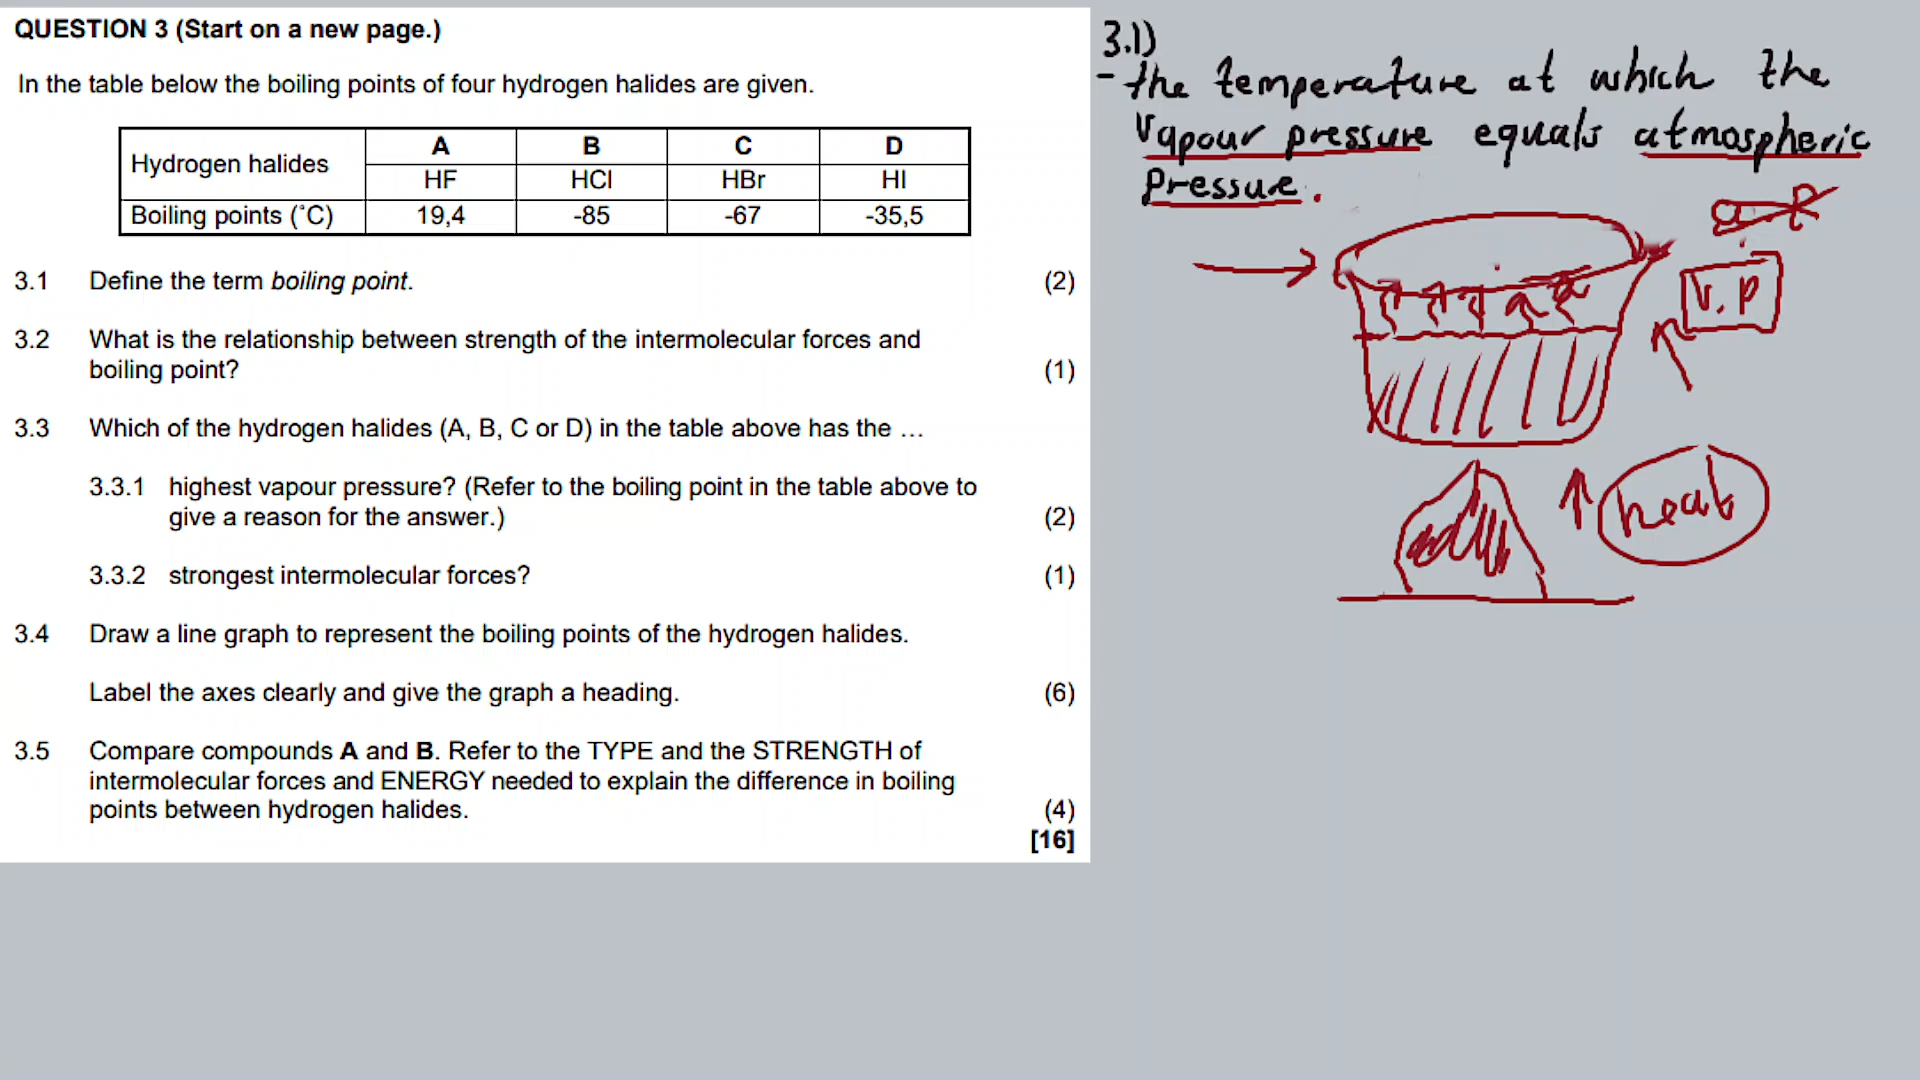 QUESTION 3 (Start on a new page.)
In the table below the boiling points of four hydrogen halides are given.
Hydrogen halides A B C D
HF HCl HBr HI
Boiling points (˚C) 19,4 -85 -67 -35,5
3.1 Define the term boiling point. (2)
3.2 What is the relationship between strength of the intermolecular forces and
boiling point? (1)
3.3 Which of the hydrogen halides (A, B, C or D) in the table above has the …
3.3.1 highest vapour pressure? (Refer to the boiling point in the table above to
give a reason for the answer.) (2)
3.3.2 strongest intermolecular forces? (1)
3.4 Draw a line graph to represent the boiling points of the hydrogen halides.
Label the axes clearly and give the graph a heading. (6)
3.5 Compare compounds A and B. Refer to the TYPE and the STRENGTH of
intermolecular forces and ENERGY needed to explain the difference in boiling
points between hydrogen halides. (4)
[16]
3.1)
- the temperature at which the
vapour pressure equals atmospheric
pressure.
V.P
heat